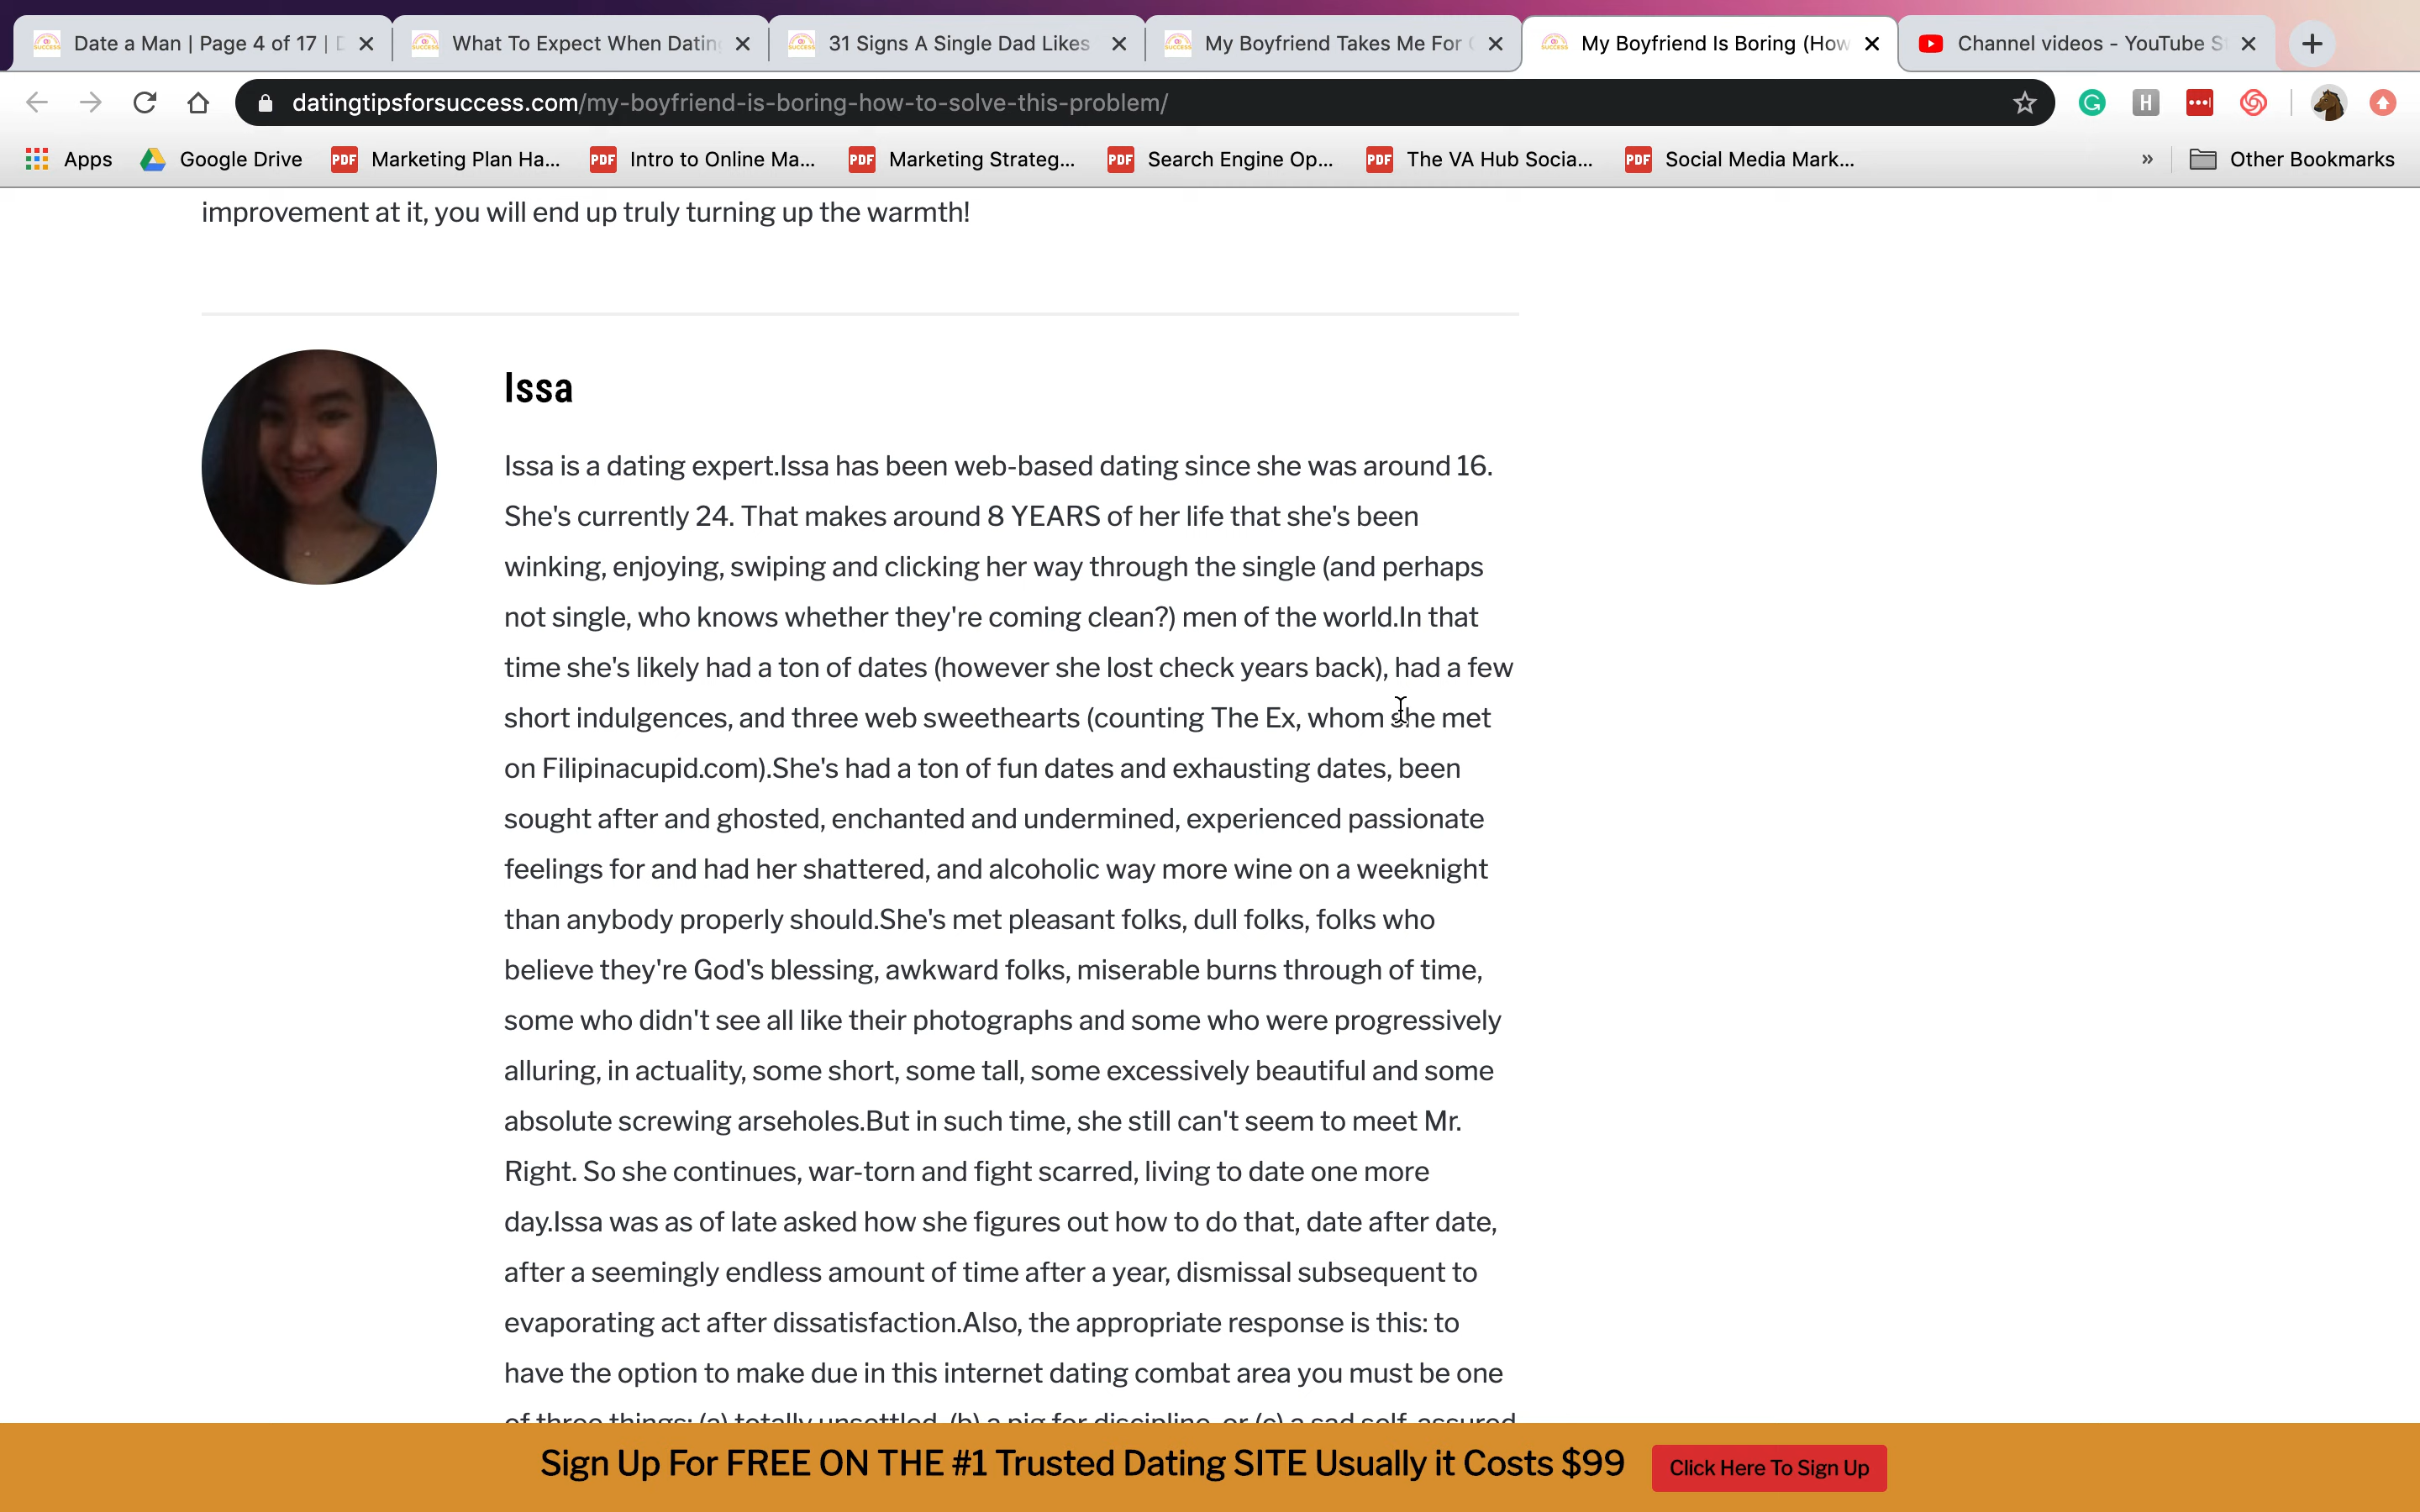 Date a Man | Page 4 of 17 |
What To Expect When Datin
31 Signs A Single Dad Likes
My Boyfriend Takes Me For
My Boyfriend Is Boring (How
Channel videos - YouTube S
datingtipsforsuccess.com/my-boyfriend-is-boring-how-to-solve-this-problem/
Apps
Google Drive
PDF Marketing Plan Ha...
PDF Intro to Online Ma...
PDF Marketing Strateg...
PDF Search Engine Op...
PDF The VA Hub Socia...
PDF Social Media Mark...
» Other Bookmarks
improvement at it, you will end up truly turning up the warmth!
Issa
Issa is a dating expert.Issa has been web-based dating since she was around 16.
She's currently 24. That makes around 8 YEARS of her life that she's been
winking, enjoying, swiping and clicking her way through the single (and perhaps
not single, who knows whether they're coming clean?) men of the world.In that
time she's likely had a ton of dates (however she lost check years back), had a few
short indulgences, and three web sweethearts (counting The Ex, whom she met
on Filipinacupid.com).She's had a ton of fun dates and exhausting dates, been
sought after and ghosted, enchanted and undermined, experienced passionate
feelings for and had her shattered, and alcoholic way more wine on a weeknight
than anybody properly should.She's met pleasant folks, dull folks, folks who
believe they're God's blessing, awkward folks, miserable burns through of time,
some who didn't see all like their photographs and some who were progressively
alluring, in actuality, some short, some tall, some excessively beautiful and some
absolute screwing arseholes.But in such time, she still can't seem to meet Mr.
Right. So she continues, war-torn and fight scarred, living to date one more
day.Issa was as of late asked how she figures out how to do that, date after date,
after a seemingly endless amount of time after a year, dismissal subsequent to
evaporating act after dissatisfaction.Also, the appropriate response is this: to
have the option to make due in this internet dating combat area you must be one
of three things: (a) totally unsettled, (b) a pig for discipline, or (c) a sad self-assured
Sign Up For FREE ON THE #1 Trusted Dating SITE Usually it Costs $99
Click Here To Sign Up